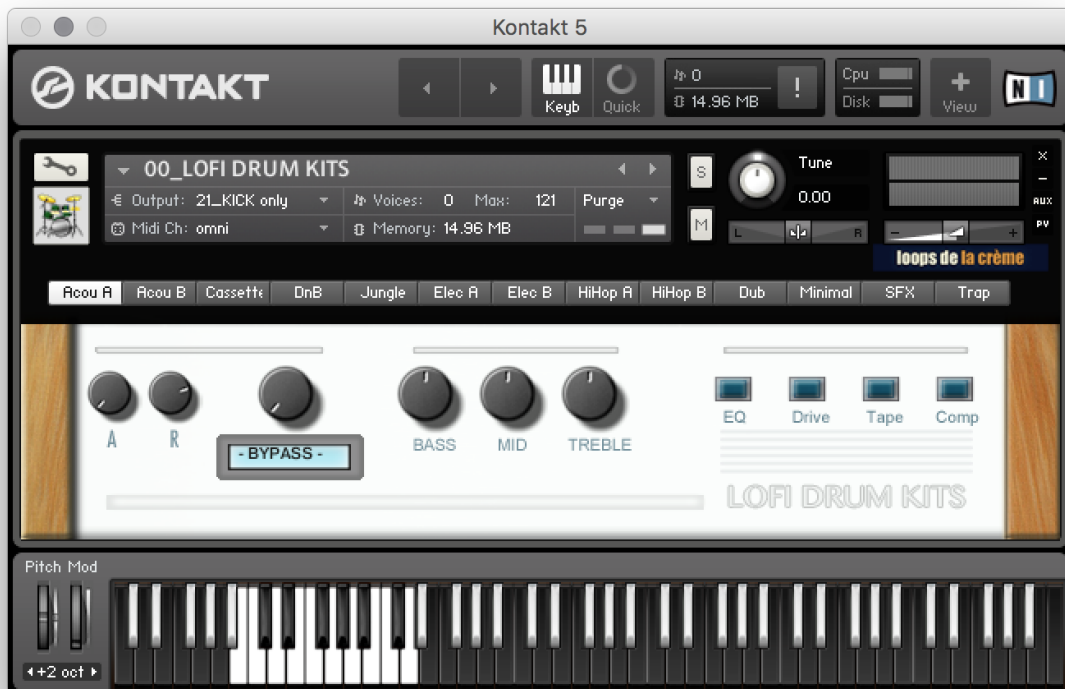 Kontakt 5
KONTAKT
Keyb
Quick
0
14.96 MB
!
Cpu
Disk
+
View
NI
00_LOFI DRUM KITS
Output: 21_KICK only
Voices: 0 Max: 121
Purge
Midi Ch: omni
Memory: 14.96 MB
S
M
Tune
0.00
L R
- +
x
-
AUX
PV
loops de la crème
Acou A Acou B Cassette DnB Jungle Elec A Elec B HiHop A HiHop B Dub Minimal SFX Trap
A R
- BYPASS -
BASS MID TREBLE
EQ Drive Tape Comp
LOFI DRUM KITS
Pitch Mod
+2 oct